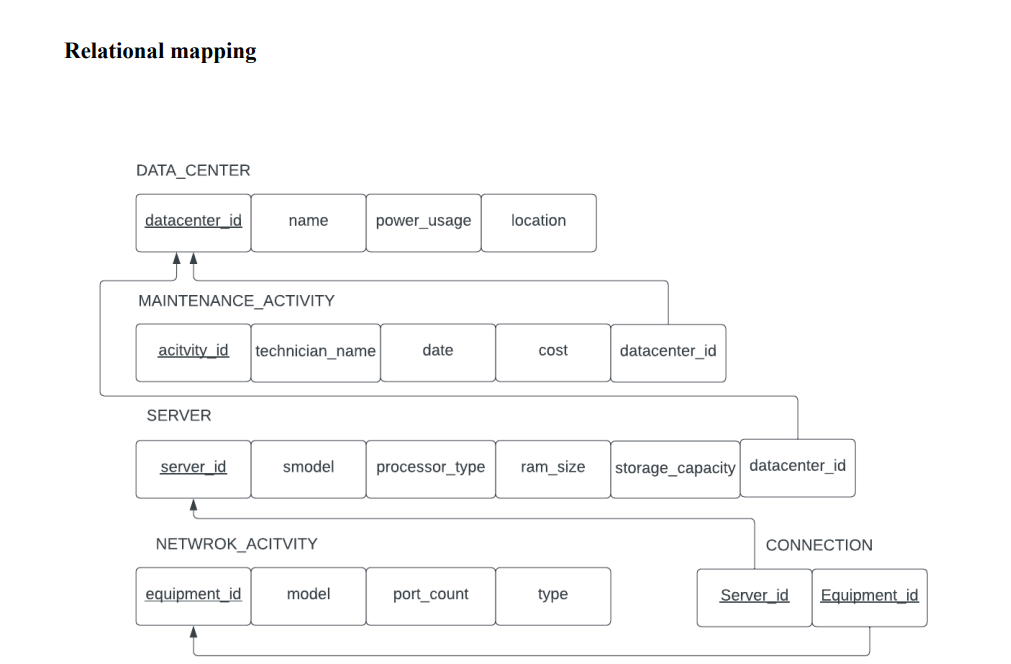 Relational mapping
DATA_CENTER
datacenter_id name power_usage location
MAINTENANCE_ACTIVITY
acitvity_id technician_name date cost datacenter_id
SERVER
server_id smodel processor_type ram_size storage_capacity datacenter_id
NETWROK_ACITVITY
equipment_id model port_count type
CONNECTION
Server_id Equipment_id